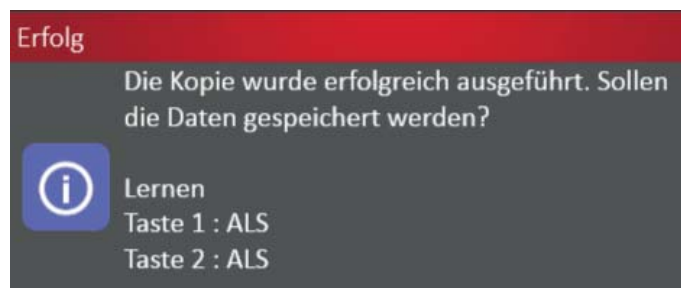 Erfolg
Die Kopie wurde erfolgreich ausgeführt. Sollen
die Daten gespeichert werden?
Lernen
Taste 1 : ALS
Taste 2 : ALS